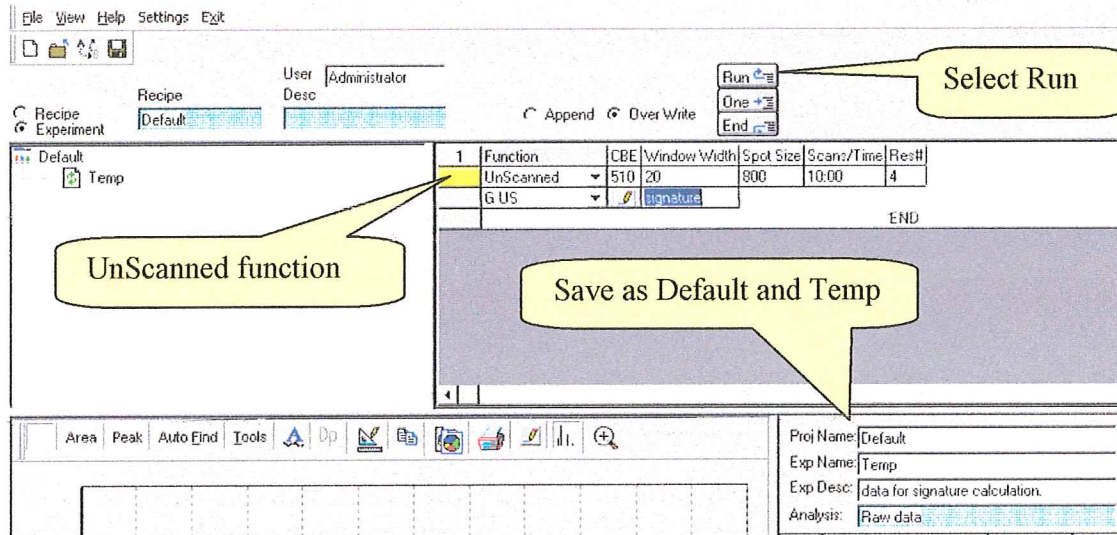 File View Help Settings Exit
User Administrator
Recipe Desc
Recipe
Experiment
Default
Append Over Write
Run
One
End
Select Run
Default
Temp
1 Function CBE Window Width Spot Size Scans/Time Res#
UnScanned 510 20 800 10:00 4
G US signature
END
UnScanned function
Save as Default and Temp
Area Peak Auto Find Tools A Dp
Proj Name: Default
Exp Name: Temp
Exp Desc: data for signature calculation.
Analysis: Raw data